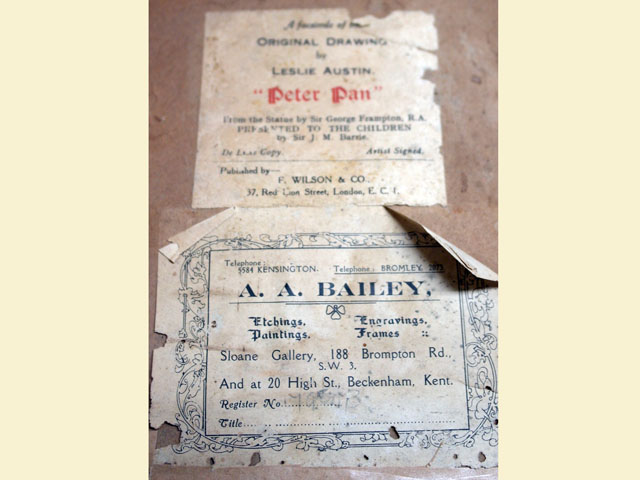 A facsimile of
ORIGINAL DRAWING
by
LESLIE AUSTIN.
"Peter Pan"
From the Statue by Sir George Frampton, R.A.
PRESENTED TO THE CHILDREN
by Sir J. M. Barrie.
De Luxe Copy. Artist Signed.
Published by—
F. WILSON & CO.,
37, Red Lion Street, London, E.C. 1.
Telephone: 5584 KENSINGTON. Telephone: BROMLEY,
A. A. BAILEY,
Etchings, Engravings,
Paintings. Frames ::
Sloane Gallery, 188 Brompton Rd.,
S.W. 3.
And at 20 High St., Beckenham, Kent.
Register No.............
Title.............